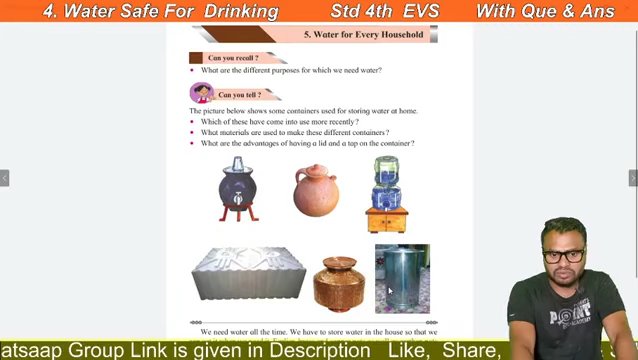 4. Water Safe For Drinking Std 4th EVS With Que & Ans
5. Water for Every Household
Can you recall ?
• What are the different purposes for which we need water?
Can you tell ?
The picture below shows some containers used for storing water at home.
• Which of these have come into use more recently ?
• What materials are used to make these different containers?
• What are the advantages of having a lid and a tap on the container?
We need water all the time. We have to store water in the house so that we
atsaap Group Link is given in Description Like, Share,